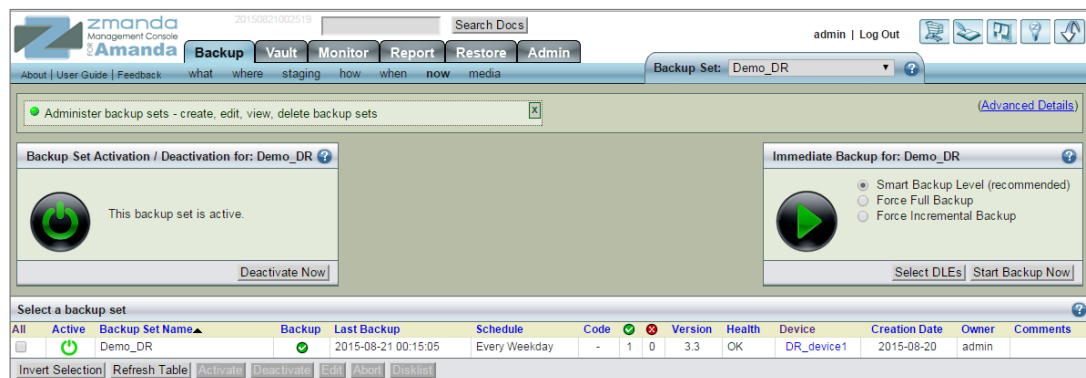 zmanda
Management Console
FOR Amanda
20150821002519
Search Docs
admin | Log Out
Backup Vault Monitor Report Restore Admin
About | User Guide | Feedback
what where staging how when now media
Backup Set: Demo_DR
Administer backup sets - create, edit, view, delete backup sets
x
(Advanced Details)
Backup Set Activation / Deactivation for: Demo_DR ?
This backup set is active.
Deactivate Now
Immediate Backup for: Demo_DR ?
Smart Backup Level (recommended)
Force Full Backup
Force Incremental Backup
Select DLEs Start Backup Now
Select a backup set ?
All Active Backup Set Name Backup Last Backup Schedule Code Version Health Device Creation Date Owner Comments
Demo_DR 2015-08-21 00:15:05 Every Weekday - 1 0 3.3 OK DR_device1 2015-08-20 admin
Invert Selection Refresh Table Activate Deactivate Edit Abort Disklist